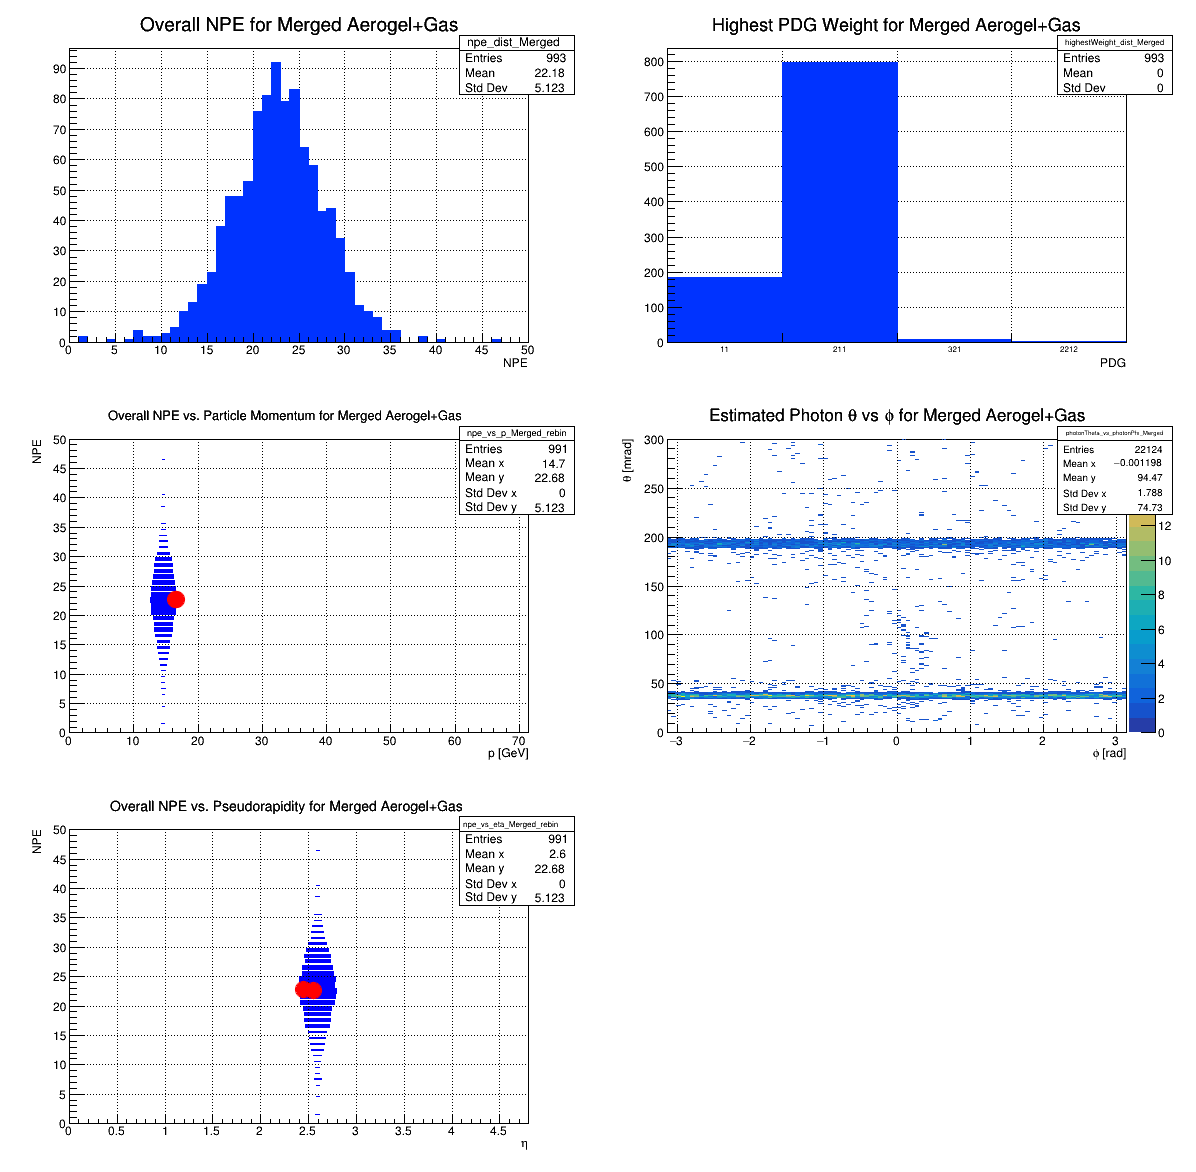 Overall NPE for Merged Aerogel+Gas
npe_dist_Merged
Entries 993
Mean 22.18
Std Dev 5.123
90
80
70
60
50
40
30
20
10
0
0 5 10 15 20 25 30 35 40 45 50
NPE
Highest PDG Weight for Merged Aerogel+Gas
highestWeight_dist_Merged
Entries 993
Mean 0
Std Dev 0
800
700
600
500
400
300
200
100
0
11 211 321 2212
PDG
Overall NPE vs. Particle Momentum for Merged Aerogel+Gas
npe_vs_p_Merged_rebin
Entries 991
Mean x 14.7
Mean y 22.68
Std Dev x 0
Std Dev y 5.123
NPE
50
45
40
35
30
25
20
15
10
5
0
0 10 20 30 40 50 60 70
p [GeV]
Estimated Photon θ vs ϕ for Merged Aerogel+Gas
photonTheta_vs_photonPhi_Merged
Entries 22124
Mean x −0.001198
Mean y 94.47
Std Dev x 1.788
Std Dev y 74.73
θ [mrad]
300
250
200
150
100
50
0
−3 −2 −1 0 1 2 3
ϕ [rad]
12
10
8
6
4
2
0
Overall NPE vs. Pseudorapidity for Merged Aerogel+Gas
npe_vs_eta_Merged_rebin
Entries 991
Mean x 2.6
Mean y 22.68
Std Dev x 0
Std Dev y 5.123
NPE
50
45
40
35
30
25
20
15
10
5
0
0 0.5 1 1.5 2 2.5 3 3.5 4 4.5
η